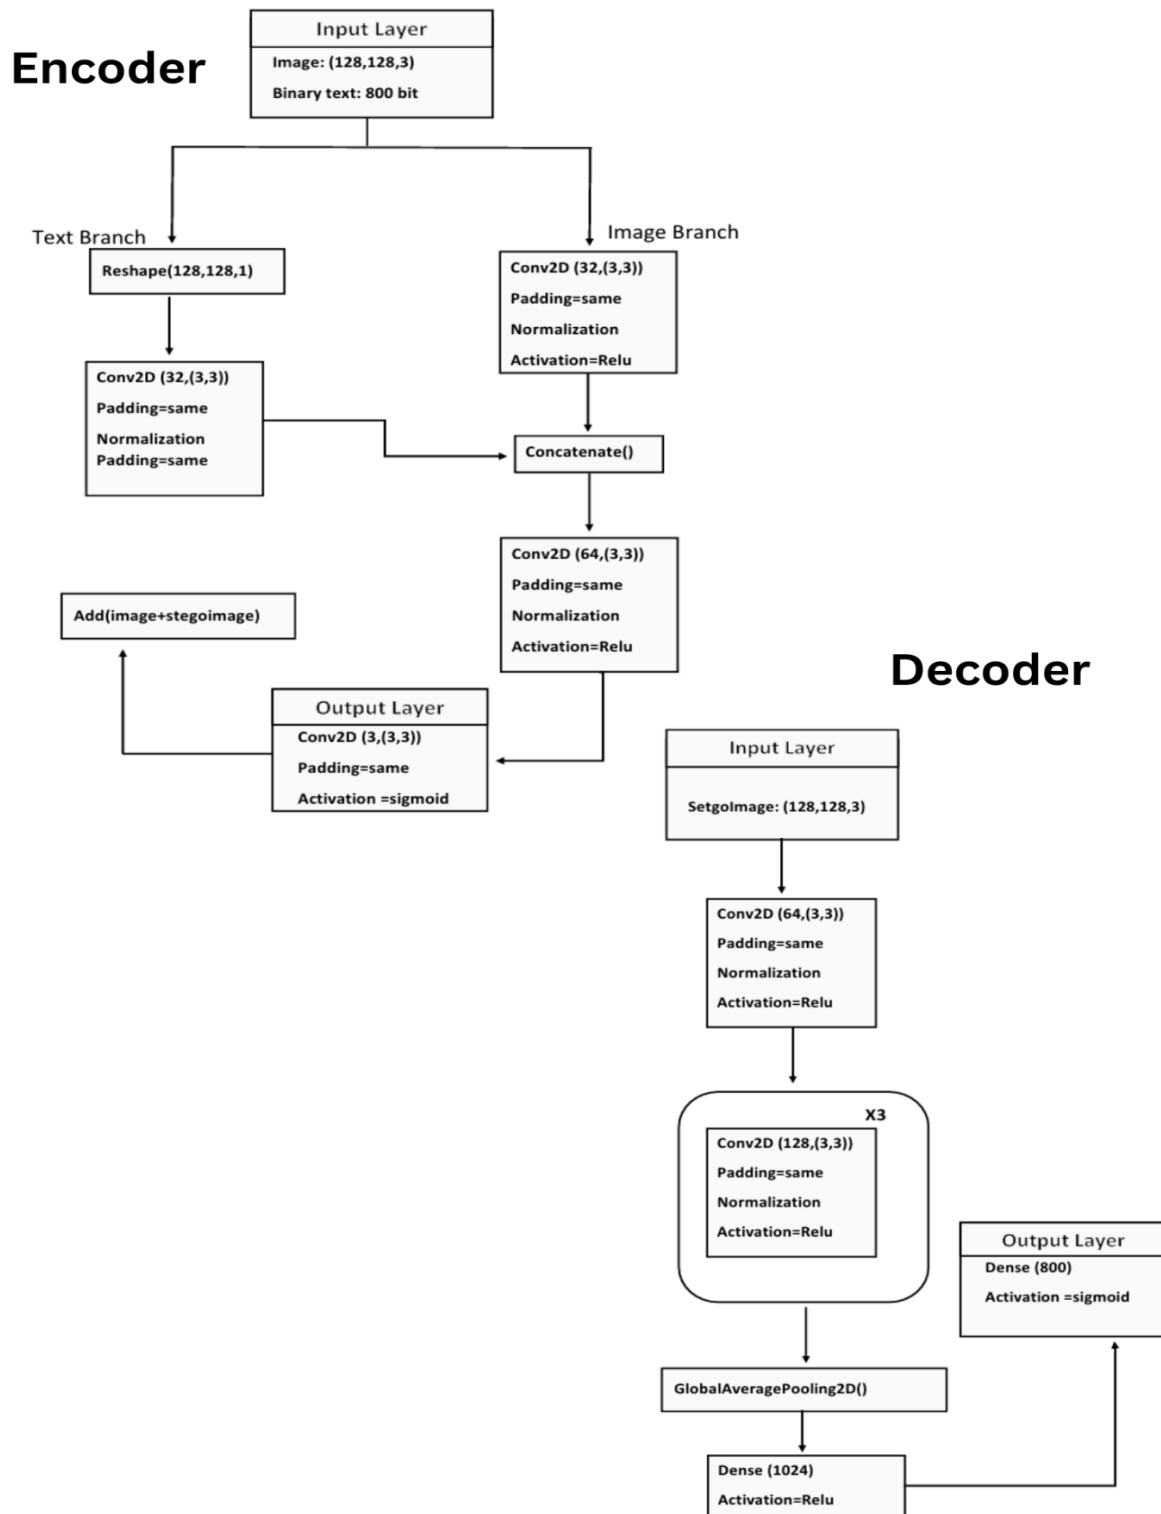 Encoder
Input Layer
Image: (128,128,3)
Binary text: 800 bit
Text Branch
Reshape(128,128,1)
Conv2D (32,(3,3))
Padding=same
Normalization
Padding=same
Image Branch
Conv2D (32,(3,3))
Padding=same
Normalization
Activation=Relu
Concatenate()
Conv2D (64,(3,3))
Padding=same
Normalization
Activation=Relu
Output Layer
Conv2D (3,(3,3))
Padding=same
Activation =sigmoid
Add(image+stegoimage)
Decoder
Input Layer
SetgoImage: (128,128,3)
Conv2D (64,(3,3))
Padding=same
Normalization
Activation=Relu
X3
Conv2D (128,(3,3))
Padding=same
Normalization
Activation=Relu
GlobalAveragePooling2D()
Dense (1024)
Activation=Relu
Output Layer
Dense (800)
Activation =sigmoid